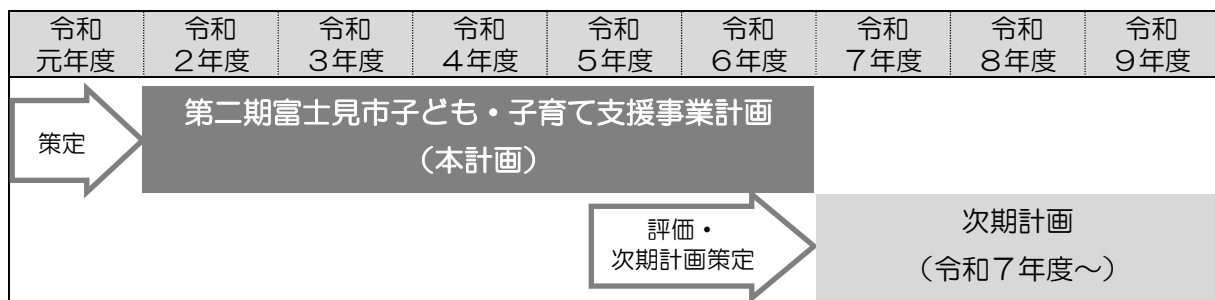 令和 令和 令和 令和 令和 令和 令和 令和 令和
元年度 ２年度 ３年度 ４年度 ５年度 ６年度 ７年度 ８年度 ９年度
策定
第二期富士見市子ども・子育て支援事業計画
（本計画）
評価・
次期計画策定
次期計画
（令和７年度～）